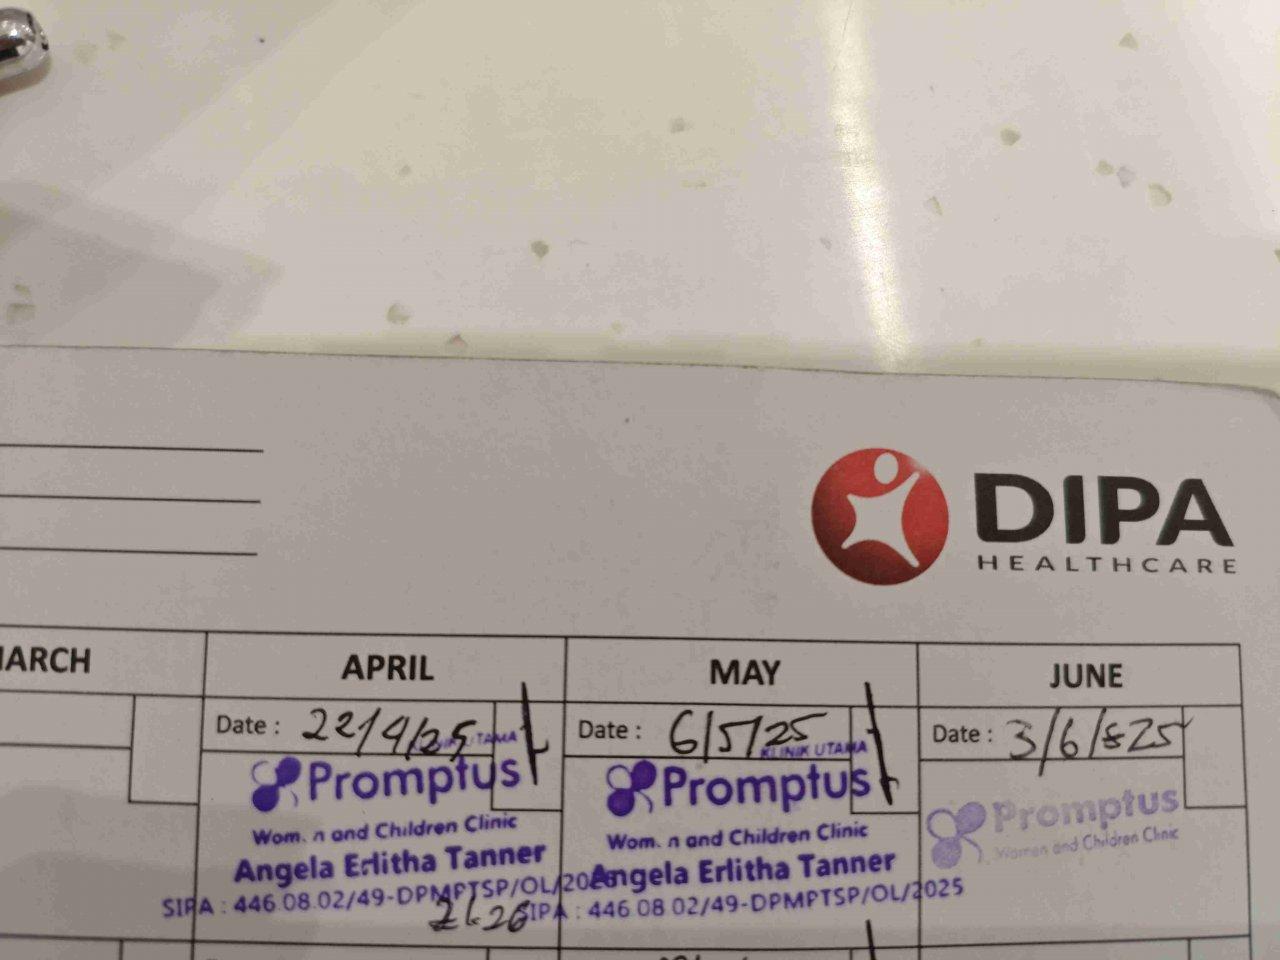 DIPA
HEALTHCARE
APRIL
MAY
JUNE
Date : 22/4/25
Date : 6/5/25
Date : 3/6/25
KLINIK UTAMA
Promptus
Wom. n and Children Clinic
Angela Erlitha Tanner
SIPA : 446 08.02/49-DPMPTSP/OL/2025
21.26
KLINIK UTAMA
Promptus
Wom. n and Children Clinic
Angela Erlitha Tanner
SIPA : 446 08 02/49-DPMPTSP/OL/2025
Promptus
Women and Children Clinic